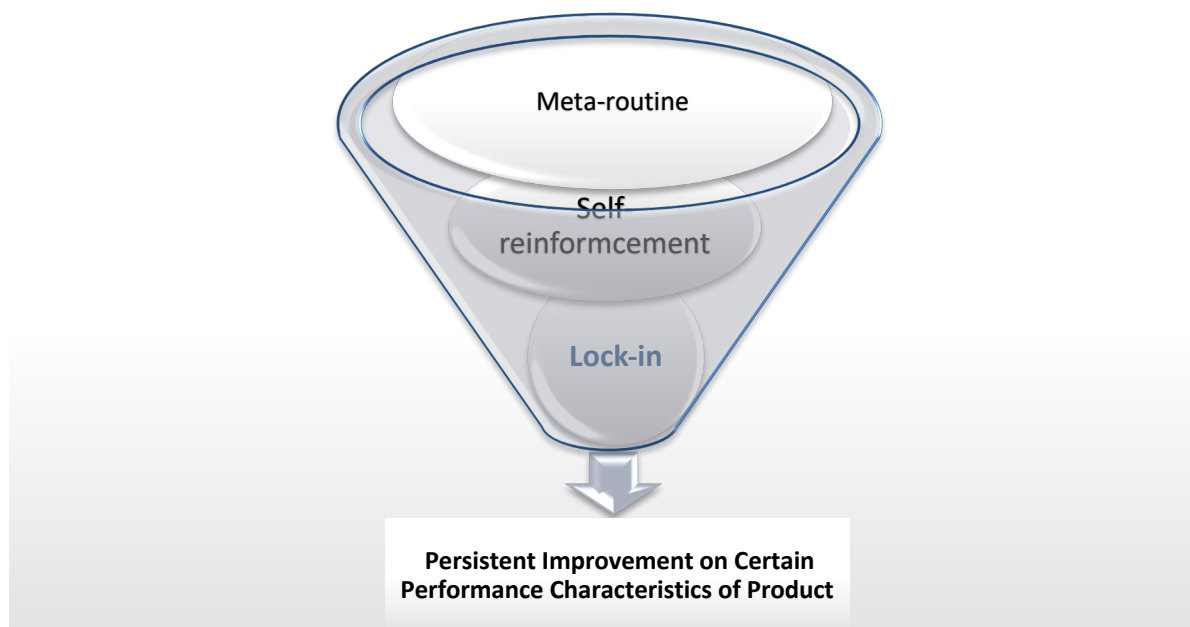 Meta-routine
Self-
reinformcement
Lock-in
Persistent Improvement on Certain
Performance Characteristics of Product